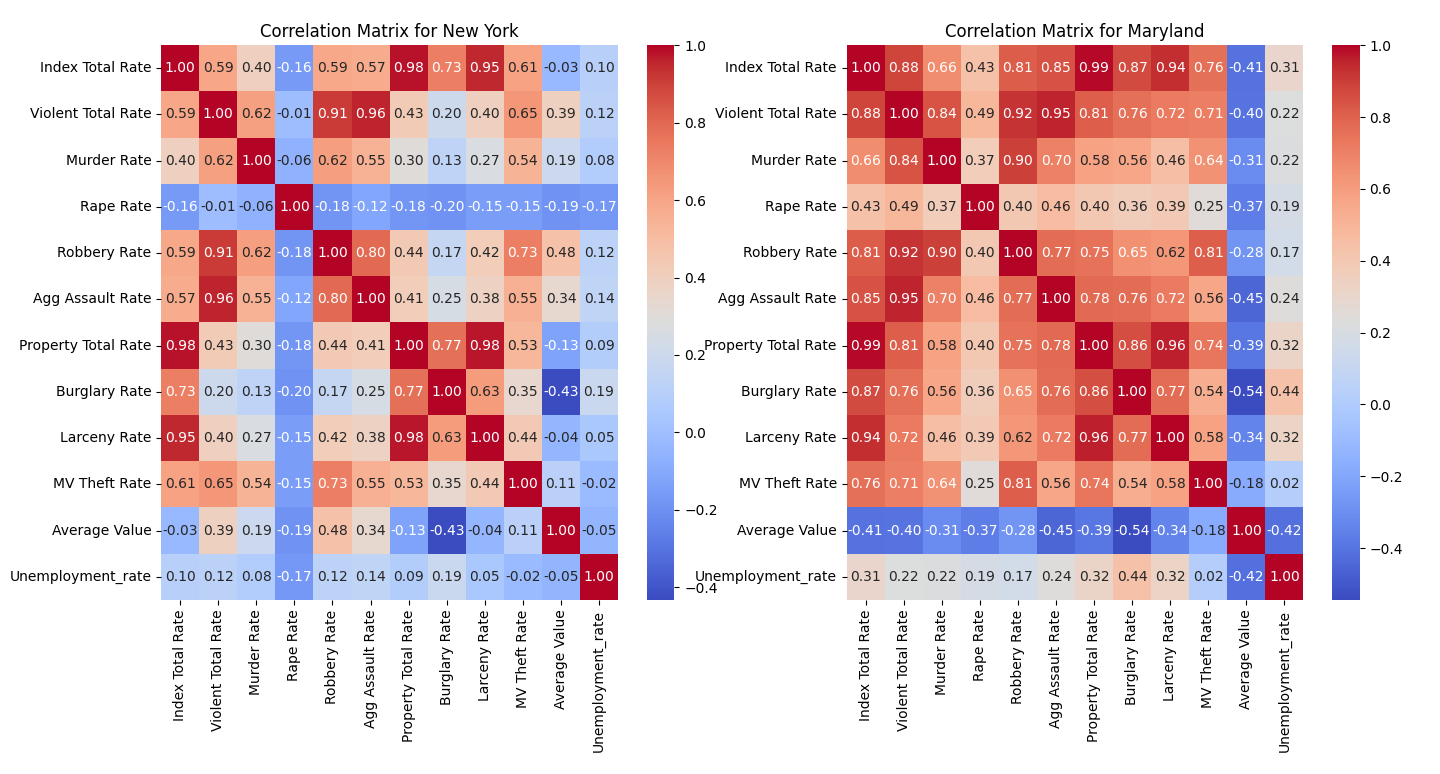 Correlation Matrix for New York
Index Total Rate 1.00 0.59 0.40 -0.16 0.59 0.57 0.98 0.73 0.95 0.61 -0.03 0.10
Violent Total Rate 0.59 1.00 0.62 -0.01 0.91 0.96 0.43 0.20 0.40 0.65 0.39 0.12
Murder Rate 0.40 0.62 1.00 -0.06 0.62 0.55 0.30 0.13 0.27 0.54 0.19 0.08
Rape Rate -0.16 -0.01 -0.06 1.00 -0.18 -0.12 -0.18 -0.20 -0.15 -0.15 -0.19 -0.17
Robbery Rate 0.59 0.91 0.62 -0.18 1.00 0.80 0.44 0.17 0.42 0.73 0.48 0.12
Agg Assault Rate 0.57 0.96 0.55 -0.12 0.80 1.00 0.41 0.25 0.38 0.55 0.34 0.14
Property Total Rate 0.98 0.43 0.30 -0.18 0.44 0.41 1.00 0.77 0.98 0.53 -0.13 0.09
Burglary Rate 0.73 0.20 0.13 -0.20 0.17 0.25 0.77 1.00 0.63 0.35 -0.43 0.19
Larceny Rate 0.95 0.40 0.27 -0.15 0.42 0.38 0.98 0.63 1.00 0.44 -0.04 0.05
MV Theft Rate 0.61 0.65 0.54 -0.15 0.73 0.55 0.53 0.35 0.44 1.00 0.11 -0.02
Average Value -0.03 0.39 0.19 -0.19 0.48 0.34 -0.13 -0.43 -0.04 0.11 1.00 -0.05
Unemployment_rate 0.10 0.12 0.08 -0.17 0.12 0.14 0.09 0.19 0.05 -0.02 -0.05 1.00
Index Total Rate
Violent Total Rate
Murder Rate
Rape Rate
Robbery Rate
Agg Assault Rate
Property Total Rate
Burglary Rate
Larceny Rate
MV Theft Rate
Average Value
Unemployment_rate
1.0
0.8
0.6
0.4
0.2
0.0
-0.2
-0.4
Correlation Matrix for Maryland
Index Total Rate 1.00 0.88 0.66 0.43 0.81 0.85 0.99 0.87 0.94 0.76 -0.41 0.31
Violent Total Rate 0.88 1.00 0.84 0.49 0.92 0.95 0.81 0.76 0.72 0.71 -0.40 0.22
Murder Rate 0.66 0.84 1.00 0.37 0.90 0.70 0.58 0.56 0.46 0.64 -0.31 0.22
Rape Rate 0.43 0.49 0.37 1.00 0.40 0.46 0.40 0.36 0.39 0.25 -0.37 0.19
Robbery Rate 0.81 0.92 0.90 0.40 1.00 0.77 0.75 0.65 0.62 0.81 -0.28 0.17
Agg Assault Rate 0.85 0.95 0.70 0.46 0.77 1.00 0.78 0.76 0.72 0.56 -0.45 0.24
Property Total Rate 0.99 0.81 0.58 0.40 0.75 0.78 1.00 0.86 0.96 0.74 -0.39 0.32
Burglary Rate 0.87 0.76 0.56 0.36 0.65 0.76 0.86 1.00 0.77 0.54 -0.54 0.44
Larceny Rate 0.94 0.72 0.46 0.39 0.62 0.72 0.96 0.77 1.00 0.58 -0.34 0.32
MV Theft Rate 0.76 0.71 0.64 0.25 0.81 0.56 0.74 0.54 0.58 1.00 -0.18 0.02
Average Value -0.41 -0.40 -0.31 -0.37 -0.28 -0.45 -0.39 -0.54 -0.34 -0.18 1.00 -0.42
Unemployment_rate 0.31 0.22 0.22 0.19 0.17 0.24 0.32 0.44 0.32 0.02 -0.42 1.00
Index Total Rate
Violent Total Rate
Murder Rate
Rape Rate
Robbery Rate
Agg Assault Rate
Property Total Rate
Burglary Rate
Larceny Rate
MV Theft Rate
Average Value
Unemployment_rate
1.0
0.8
0.6
0.4
0.2
0.0
-0.2
-0.4